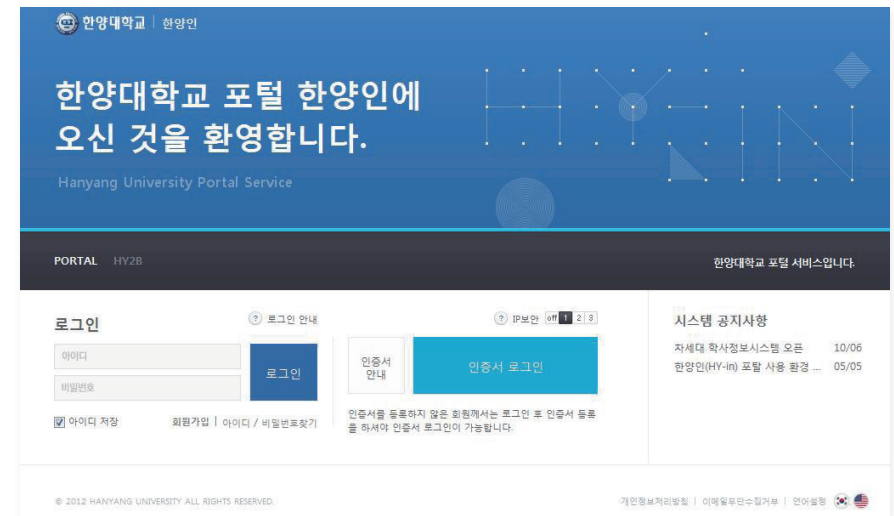 한양대학교 | 한양인
한양대학교 포털 한양인에
오신 것을 환영합니다.
Hanyang University Portal Service
HY-IN
PORTAL HY2B
한양대학교 포털 서비스입니다.
로그인
? 로그인 안내
아이디
비밀번호
로그인
아이디 저장
회원가입 | 아이디 / 비밀번호찾기
? IP보안 off 1 2 3
인증서
안내
인증서 로그인
인증서를 등록하지 않은 회원께서는 로그인 후 인증서 등록
을 하셔야 인증서 로그인이 가능합니다.
시스템 공지사항
차세대 학사정보시스템 오픈 10/06
한양인(HY-in) 포탈 사용 환경 ... 05/05
© 2012 HANYANG UNIVERSITY ALL RIGHTS RESERVED.
개인정보처리방침 | 이메일무단수집거부 | 언어설정